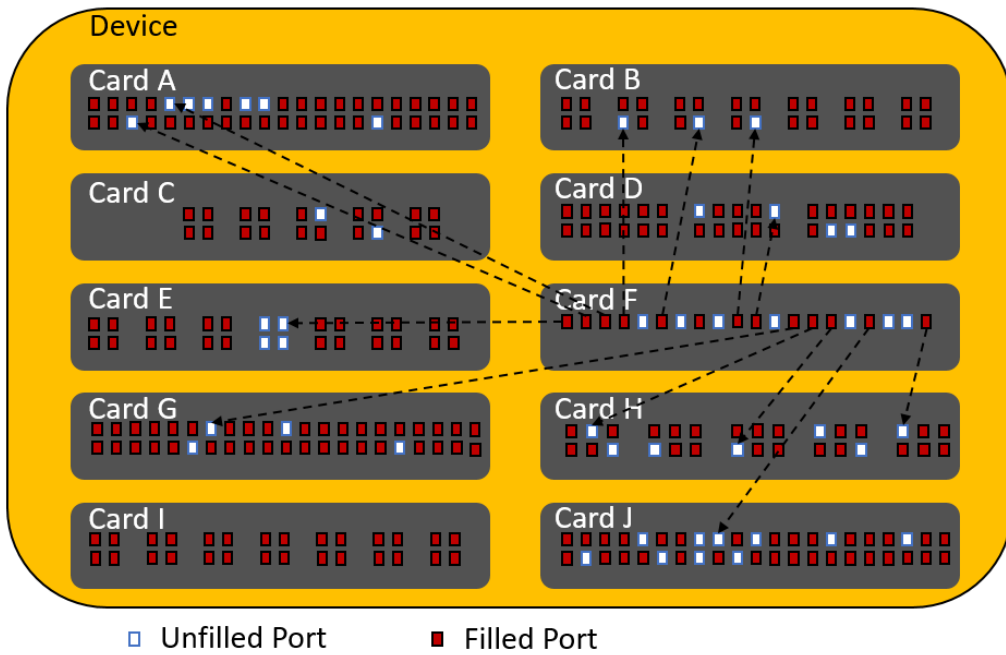 Device
Card A
Card B
Card C
Card D
Card E
Card F
Card G
Card H
Card I
Card J
Unfilled Port
Filled Port